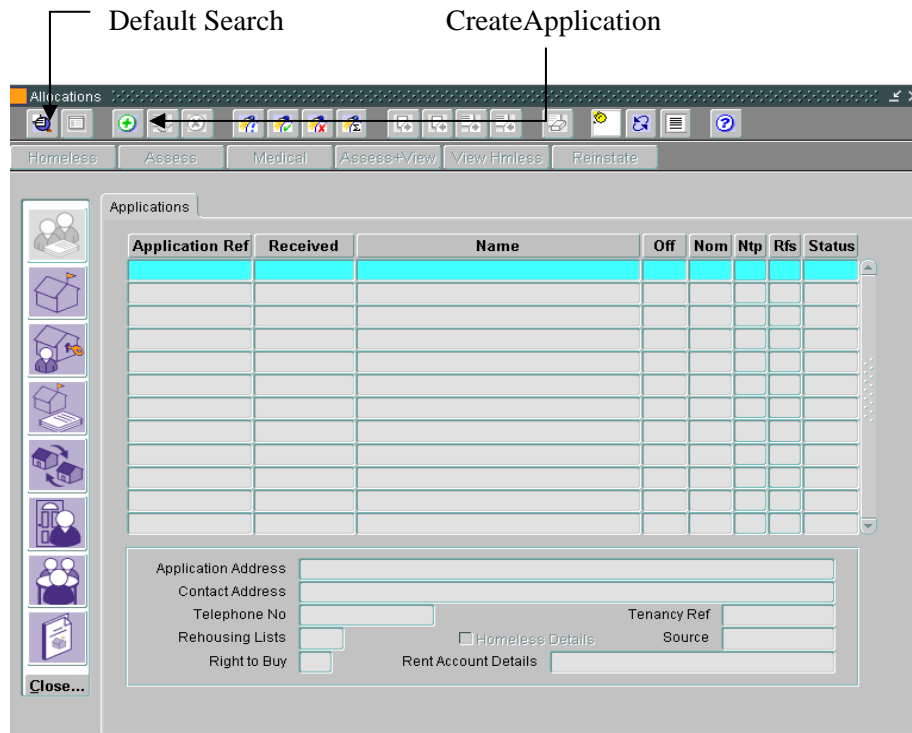 Default Search CreateApplication
Allocations
Homeless Assess Medical Assess+View View Hmless Reinstate
Applications
Application Ref Received Name Off Nom Ntp Rfs Status
Application Address
Contact Address
Telephone No Tenancy Ref
Rehousing Lists Homeless Details Source
Right to Buy Rent Account Details
Close...